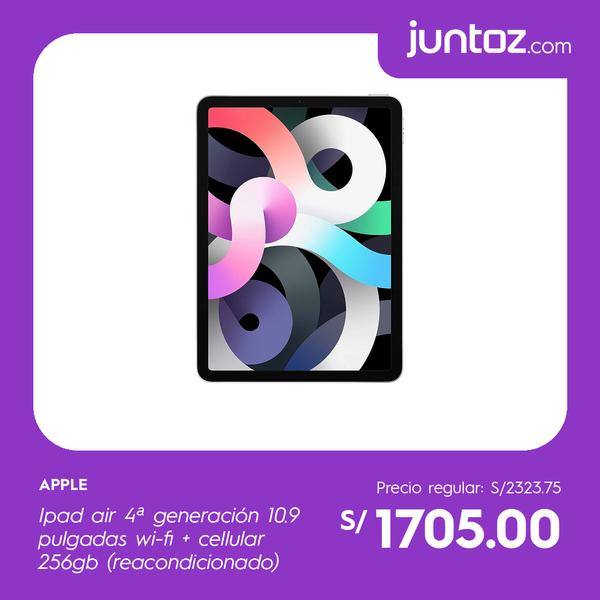 juntoz.com
APPLE
Ipad air 4ª generación 10.9
pulgadas wi-fi + cellular
256gb (reacondicionado)
Precio regular: S/2323.75
S/1705.00